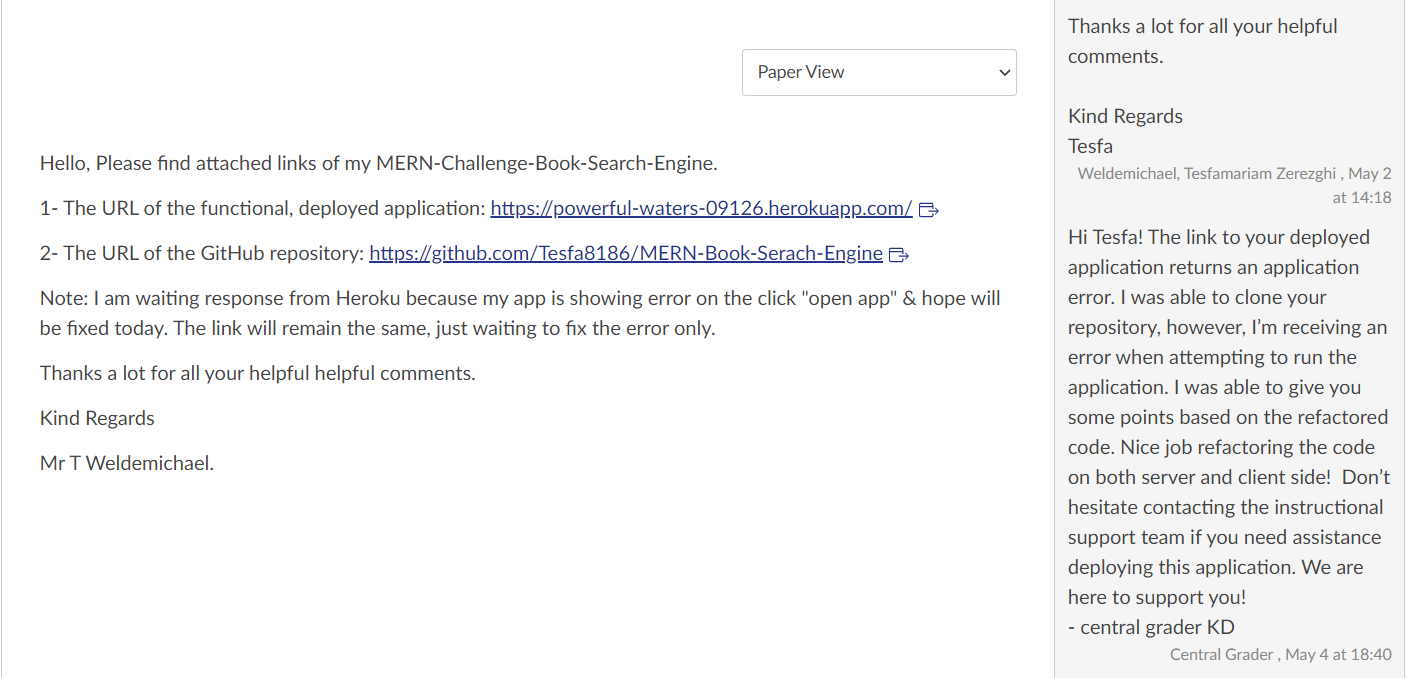 Paper View
Hello, Please find attached links of my MERN-Challenge-Book-Search-Engine.
1- The URL of the functional, deployed application: https://powerful-waters-09126.herokuapp.com/
2- The URL of the GitHub repository: https://github.com/Tesfa8186/MERN-Book-Serach-Engine
Note: I am waiting response from Heroku because my app is showing error on the click "open app" & hope will
be fixed today. The link will remain the same, just waiting to fix the error only.
Thanks a lot for all your helpful helpful comments.
Kind Regards
Mr T Weldemichael.
Thanks a lot for all your helpful
comments.
Kind Regards
Tesfa
Weldemichael, Tesfamariam Zerezghi , May 2
at 14:18
Hi Tesfa! The link to your deployed
application returns an application
error. I was able to clone your
repository, however, I’m receiving an
error when attempting to run the
application. I was able to give you
some points based on the refactored
code. Nice job refactoring the code
on both server and client side!  Don’t
hesitate contacting the instructional
support team if you need assistance
deploying this application. We are
here to support you!
- central grader KD
Central Grader , May 4 at 18:40